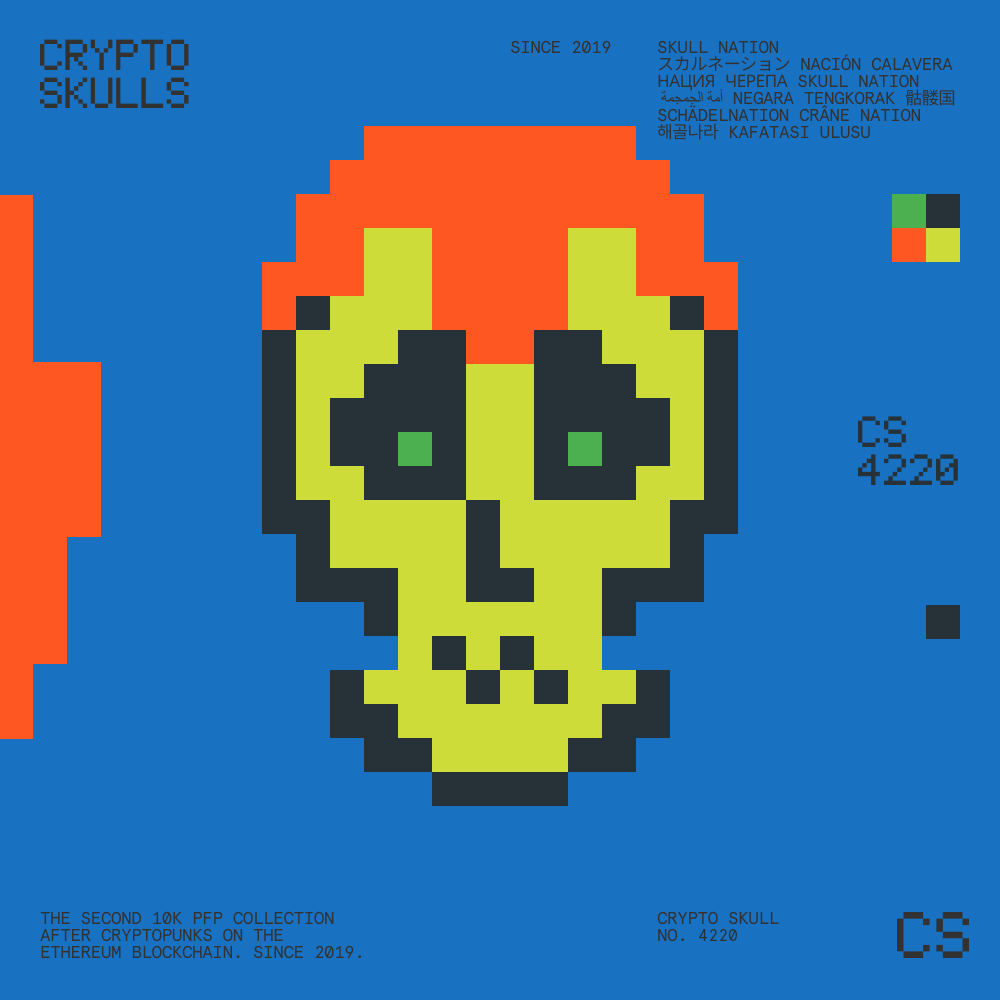 CRYPTO
SKULLS
SINCE 2019
SKULL NATION
スカルネーション NACIÓN CALAVERA
НАЦИЯ ЧЕРЕПА SKULL NATION
أمة الجمجمة NEGARA TENGKORAK 骷髅国
SCHÄDELNATION CRÂNE NATION
해골나라 KAFATASI ULUSU
CS
4220
THE SECOND 10K PFP COLLECTION
AFTER CRYPTOPUNKS ON THE
ETHEREUM BLOCKCHAIN. SINCE 2019.
CRYPTO SKULL
NO. 4220
CS